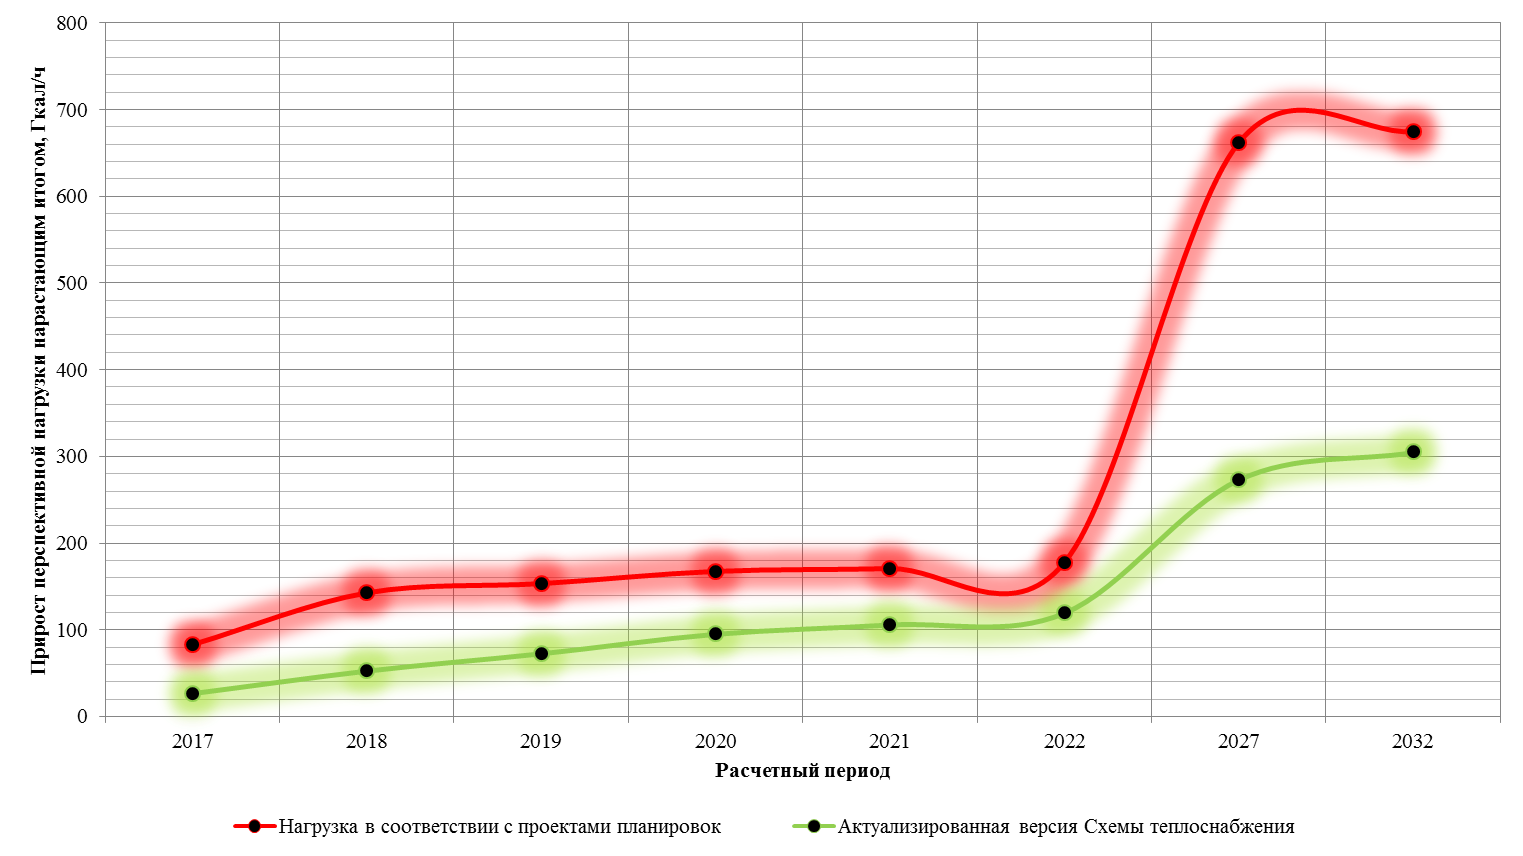 Прирост перспективной нагрузки нарастающим итогом, Гкал/ч
800
700
600
500
400
300
200
100
0
2017 2018 2019 2020 2021 2022 2027 2032
Расчетный период
Нагрузка в соответствии с проектами планировок Актуализированная версия Схемы теплоснабжения